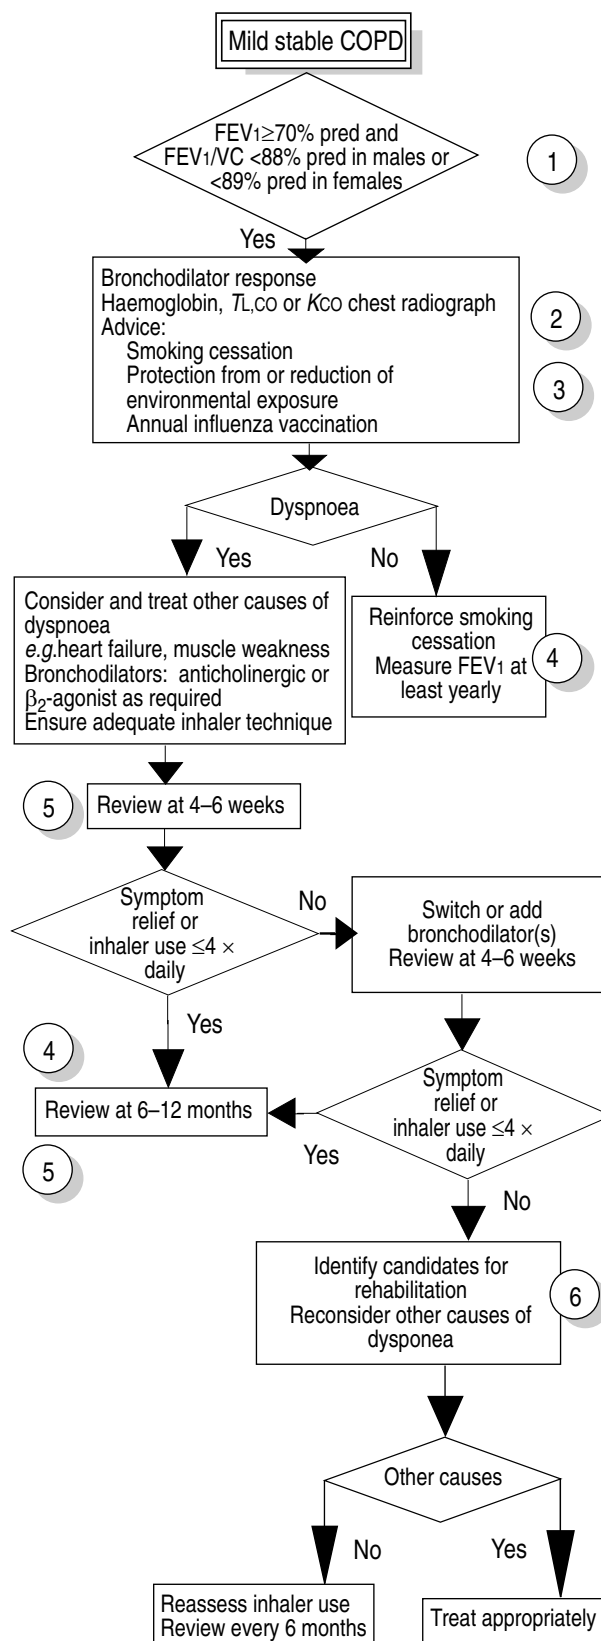 Mild stable COPD
FEV1≥70% pred and
FEV1/VC <88% pred in males or
<89% pred in females
1
Yes
Bronchodilator response
Haemoglobin, TL,CO or KCO chest radiograph
Advice:
Smoking cessation
Protection from or reduction of
environmental exposure
Annual influenza vaccination
2
3
Dyspnoea
Yes
No
Consider and treat other causes of
dyspnoea
e.g.heart failure, muscle weakness
Bronchodilators: anticholinergic or
β2-agonist as required
Ensure adequate inhaler technique
Reinforce smoking
cessation
Measure FEV1 at
least yearly
4
5
Review at 4–6 weeks
Symptom
relief or
inhaler use ≤4 ×
daily
No
Switch or add
bronchodilator(s)
Review at 4–6 weeks
Yes
4
Review at 6–12 months
5
Symptom
relief or
inhaler use ≤4 ×
daily
Yes
No
Identify candidates for
rehabilitation
Reconsider other causes of
dysponea
6
Other causes
No
Yes
Reassess inhaler use
Review every 6 months
Treat appropriately